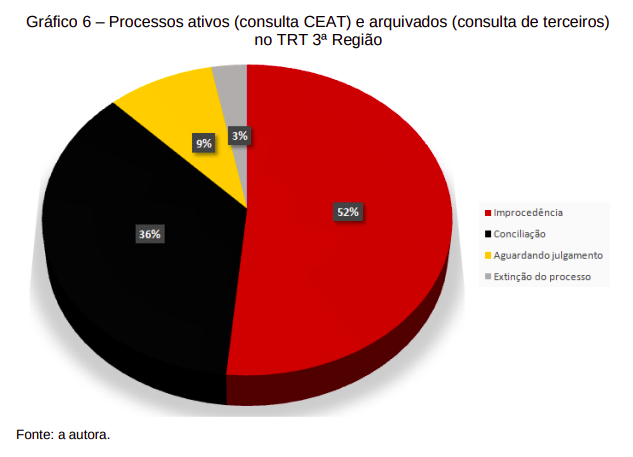 Gráfico 6 – Processos ativos (consulta CEAT) e arquivados (consulta de terceiros)
no TRT 3ª Região
3%
9%
52%
36%
Improcedência
Conciliação
Aguardando julgamento
Extinção do processo
Fonte: a autora.